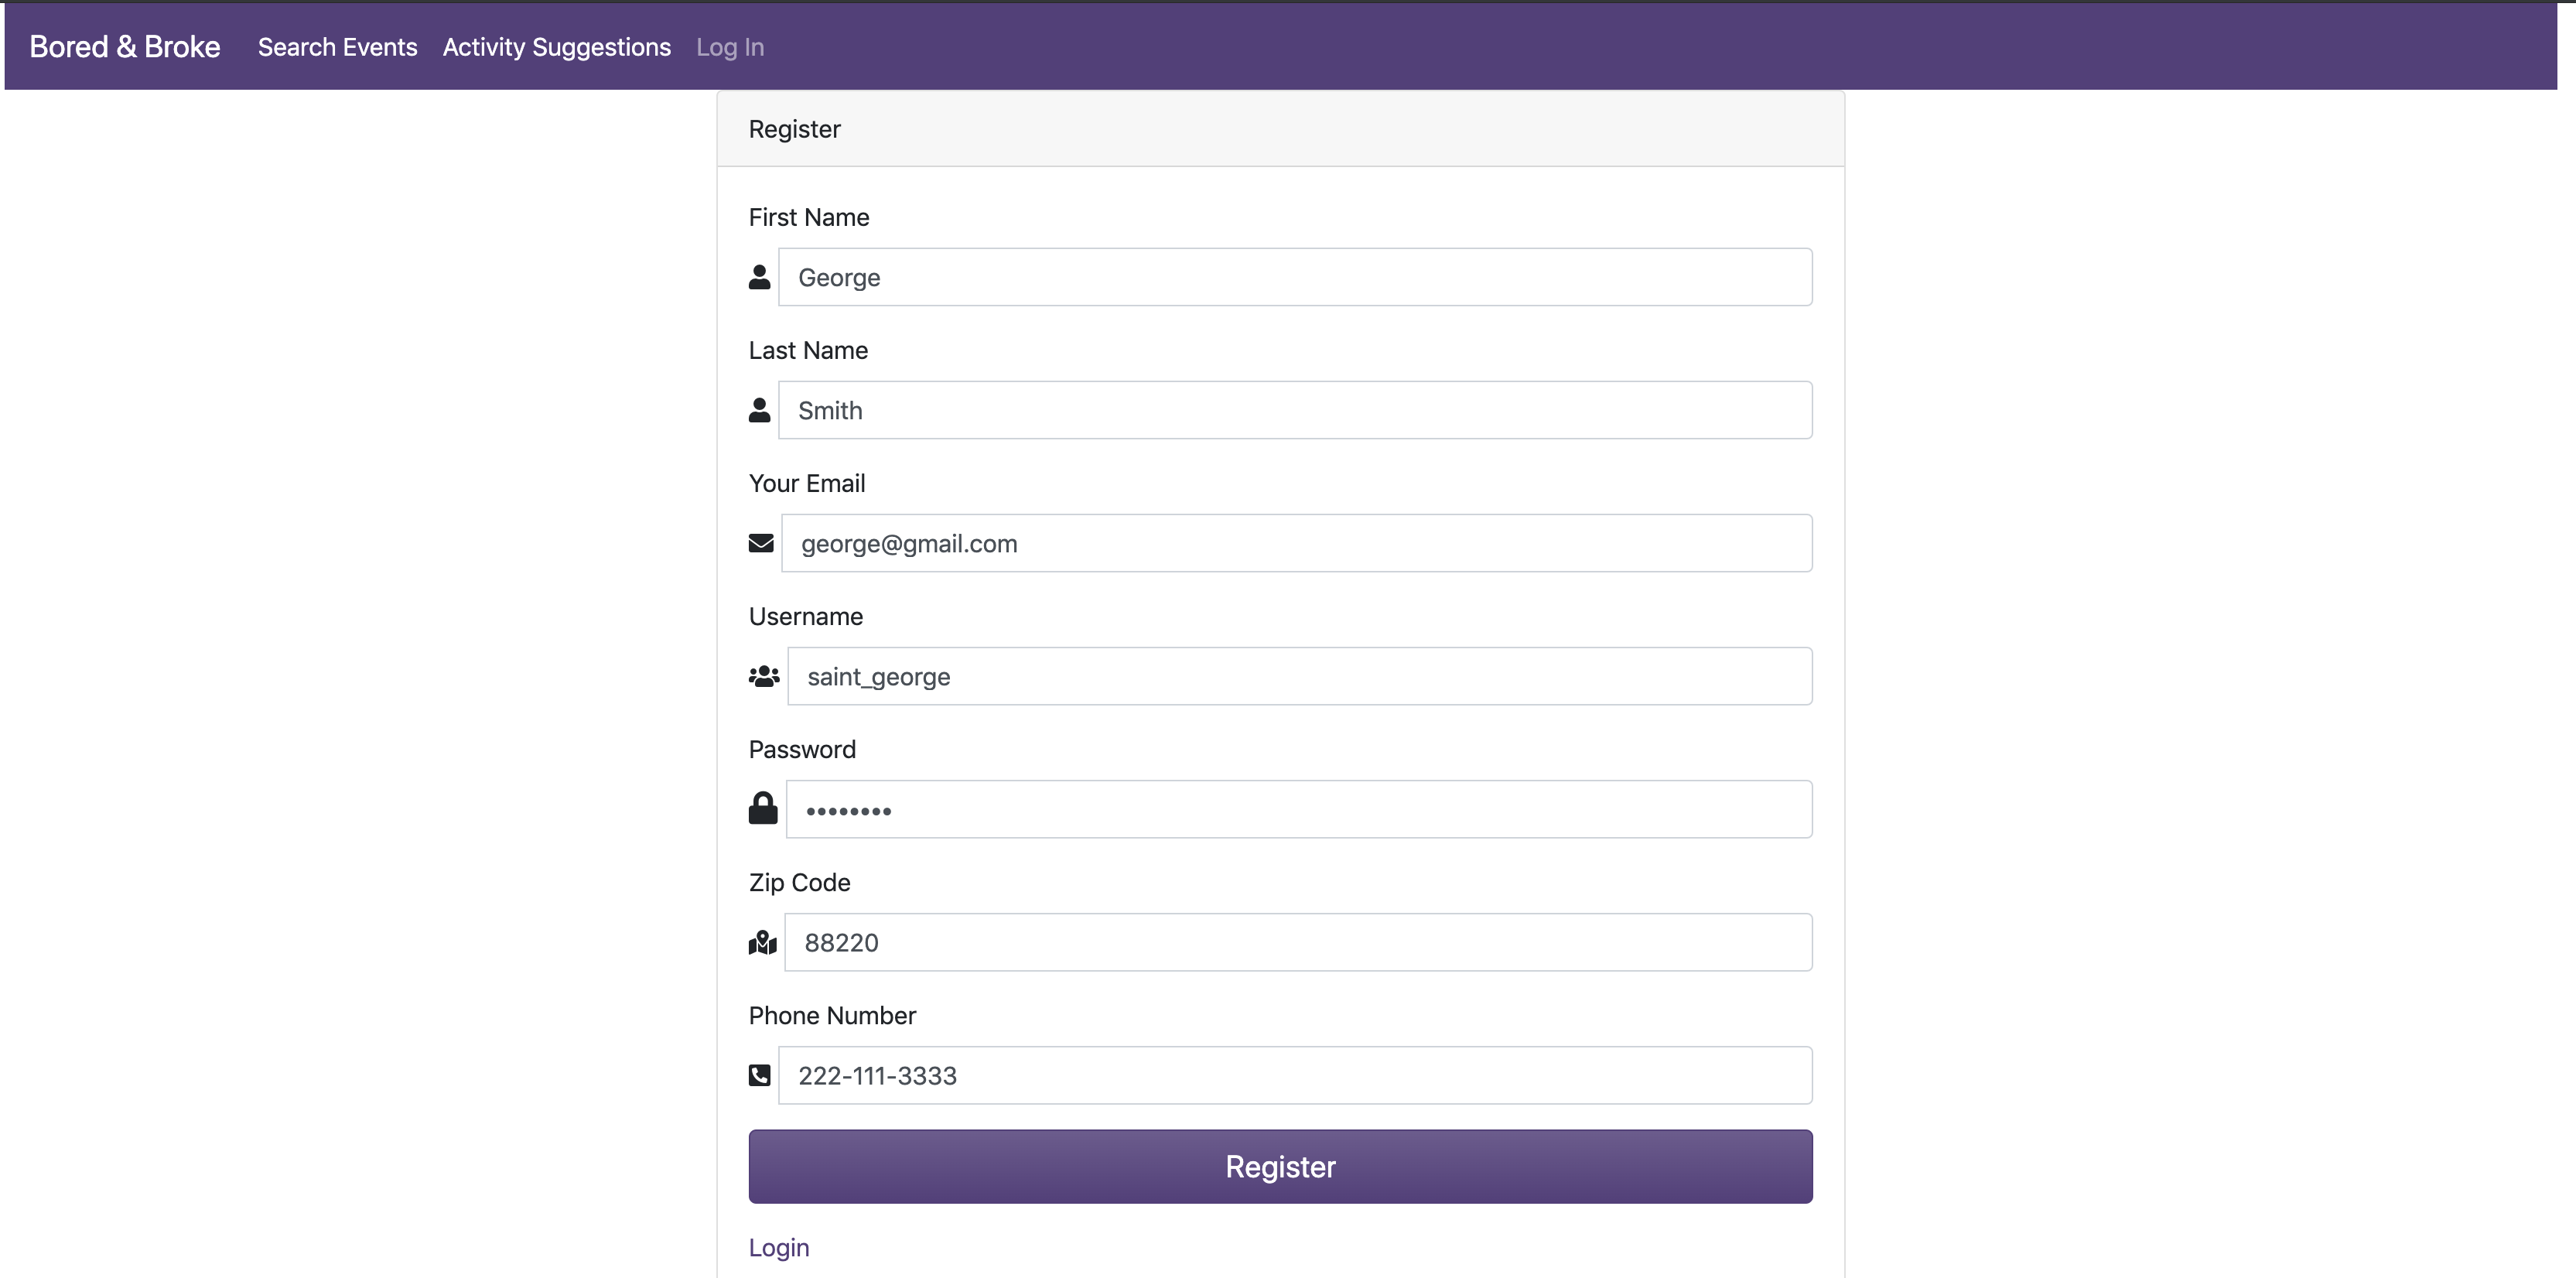 Bored & Broke Search Events Activity Suggestions Log In
Register
First Name
George
Last Name
Smith
Your Email
george@gmail.com
Username
saint_george
Password
••••••••
Zip Code
88220
Phone Number
222-111-3333
Register
Login